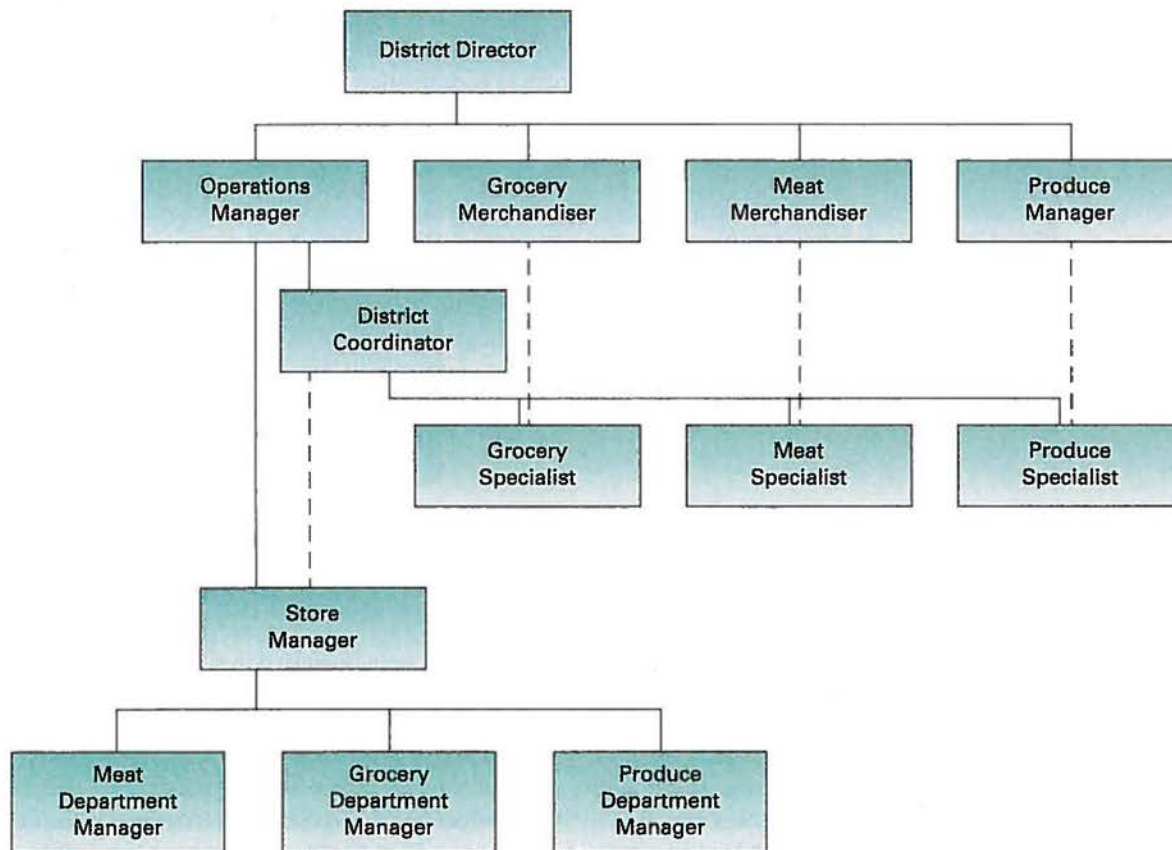 District Director
Operations
Manager
Grocery
Merchandiser
Meat
Merchandiser
Produce
Manager
District
Coordinator
Grocery
Specialist
Meat
Specialist
Produce
Specialist
Store
Manager
Meat
Department
Manager
Grocery
Department
Manager
Produce
Department
Manager